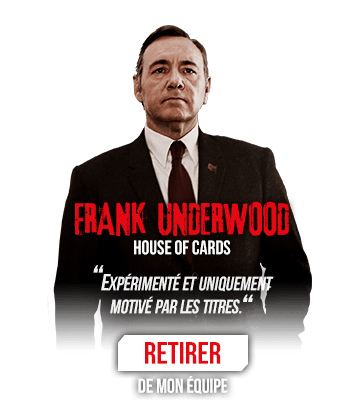 FRANK UNDERWOOD
HOUSE OF CARDS
“EXPÉRIMENTÉ ET UNIQUEMENT
MOTIVÉ PAR LES TITRES.“
RETIRER
DE MON ÉQUIPE